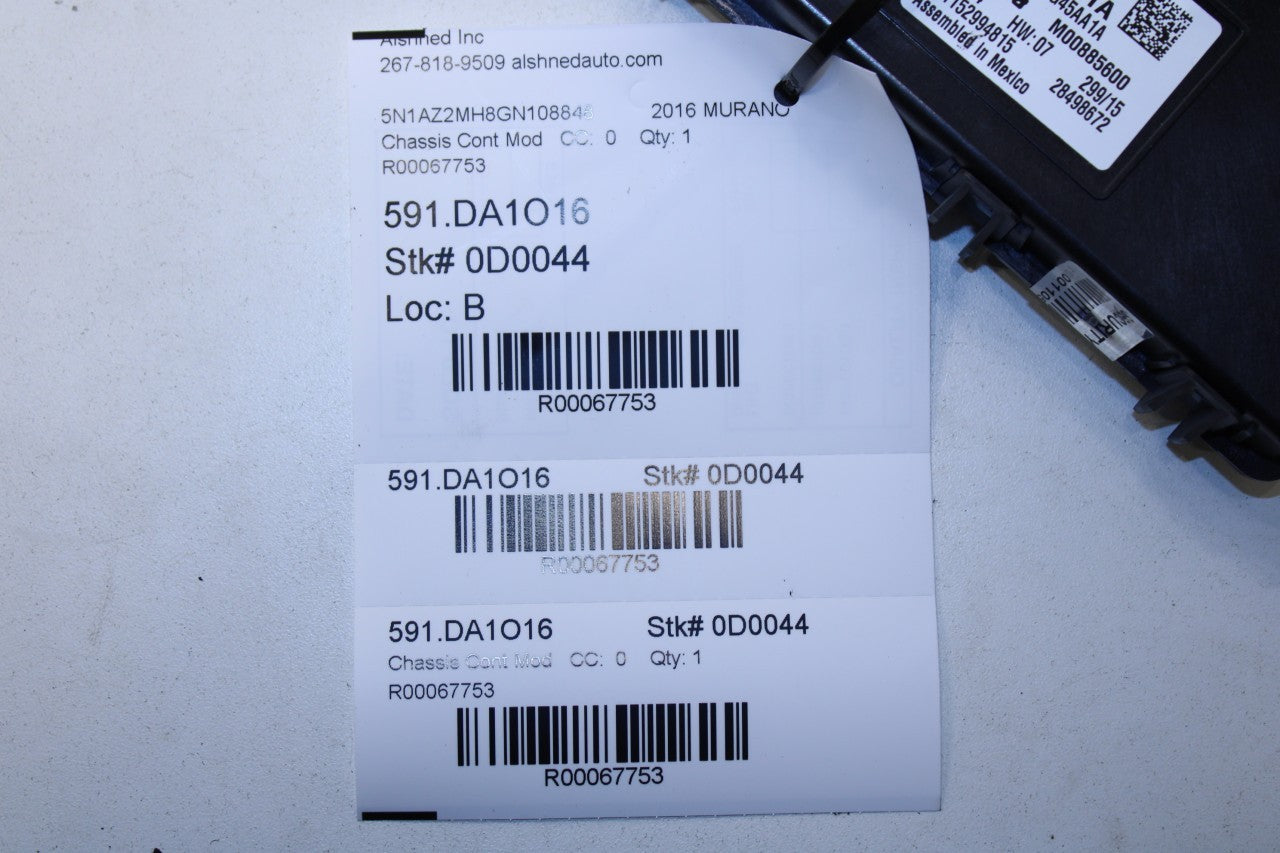 Alshned Inc
267-818-9509 alshnedauto.com
2016 MURANO
Chassis Cont Mod CC: 0 Qty: 1
R00067753
591.DA1O16
Stk# 0D0044
Loc: B
R00067753
591.DA1O16 Stk# 0D0044
R00067753
591.DA1O16 Stk# 0D0044
Chassis Cont Mod CC: 0 Qty: 1
R00067753
R00067753
M00885600
HW: 07 299/15
Assembled in Mexico 28498672